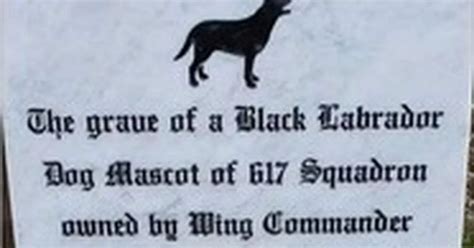 The grave of a Black Labrador
Dog Mascot of 617 Squadron
owned by Wing Commander